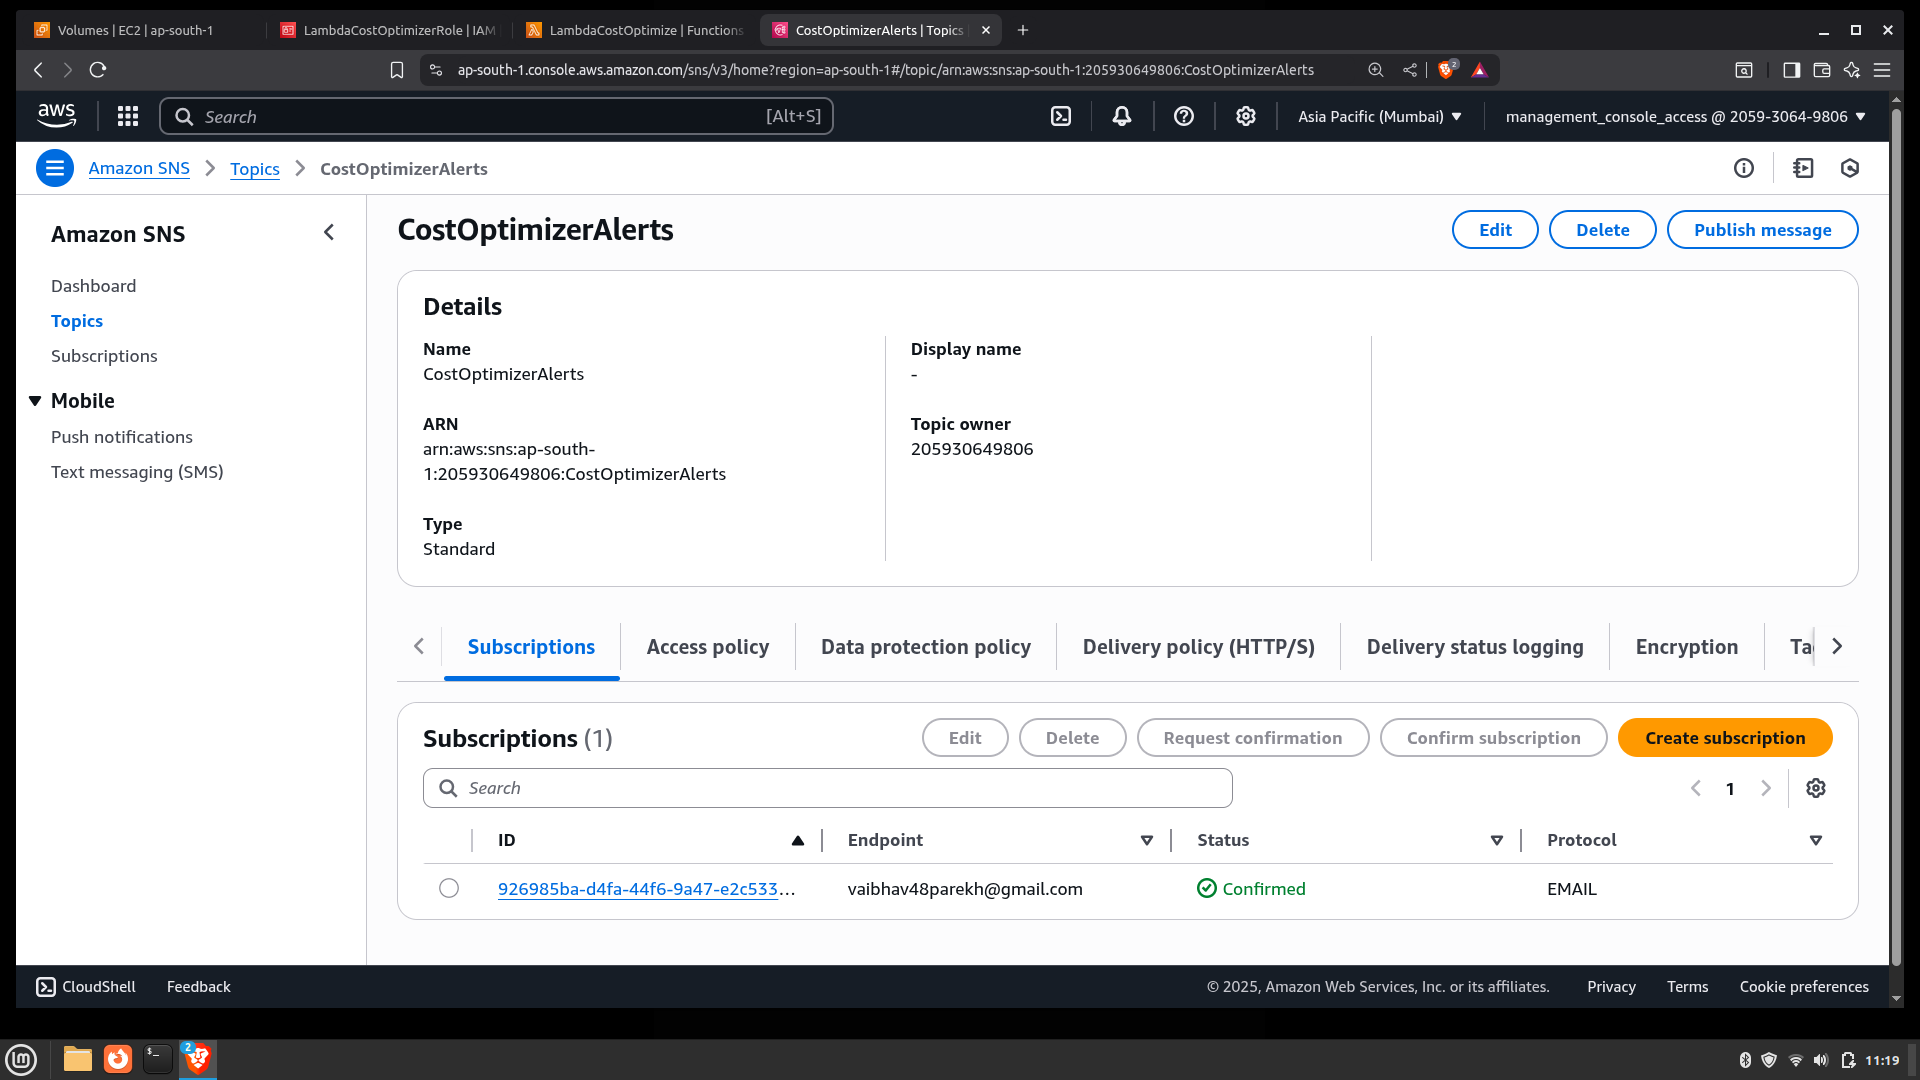 Volumes | EC2 | ap-south-1
LambdaCostOptimizerRole | IAM
LambdaCostOptimize | Functions
CostOptimizerAlerts | Topics
ap-south-1.console.aws.amazon.com/sns/v3/home?region=ap-south-1#/topic/arn:aws:sns:ap-south-1:205930649806:CostOptimizerAlerts
2
aws
Search
[Alt+S]
Asia Pacific (Mumbai)
management_console_access @ 2059-3064-9806
Amazon SNS
Topics
CostOptimizerAlerts
Amazon SNS
Dashboard
Topics
Subscriptions
Mobile
Push notifications
Text messaging (SMS)
CostOptimizerAlerts
Edit
Delete
Publish message
Details
Name
CostOptimizerAlerts
ARN
arn:aws:sns:ap-south-
1:205930649806:CostOptimizerAlerts
Type
Standard
Display name
-
Topic owner
205930649806
Subscriptions
Access policy
Data protection policy
Delivery policy (HTTP/S)
Delivery status logging
Encryption
Ta
Subscriptions (1)
Edit
Delete
Request confirmation
Confirm subscription
Create subscription
Search
1
ID
Endpoint
Status
Protocol
926985ba-d4fa-44f6-9a47-e2c533...
vaibhav48parekh@gmail.com
Confirmed
EMAIL
CloudShell
Feedback
© 2025, Amazon Web Services, Inc. or its affiliates.
Privacy
Terms
Cookie preferences
2
11:19